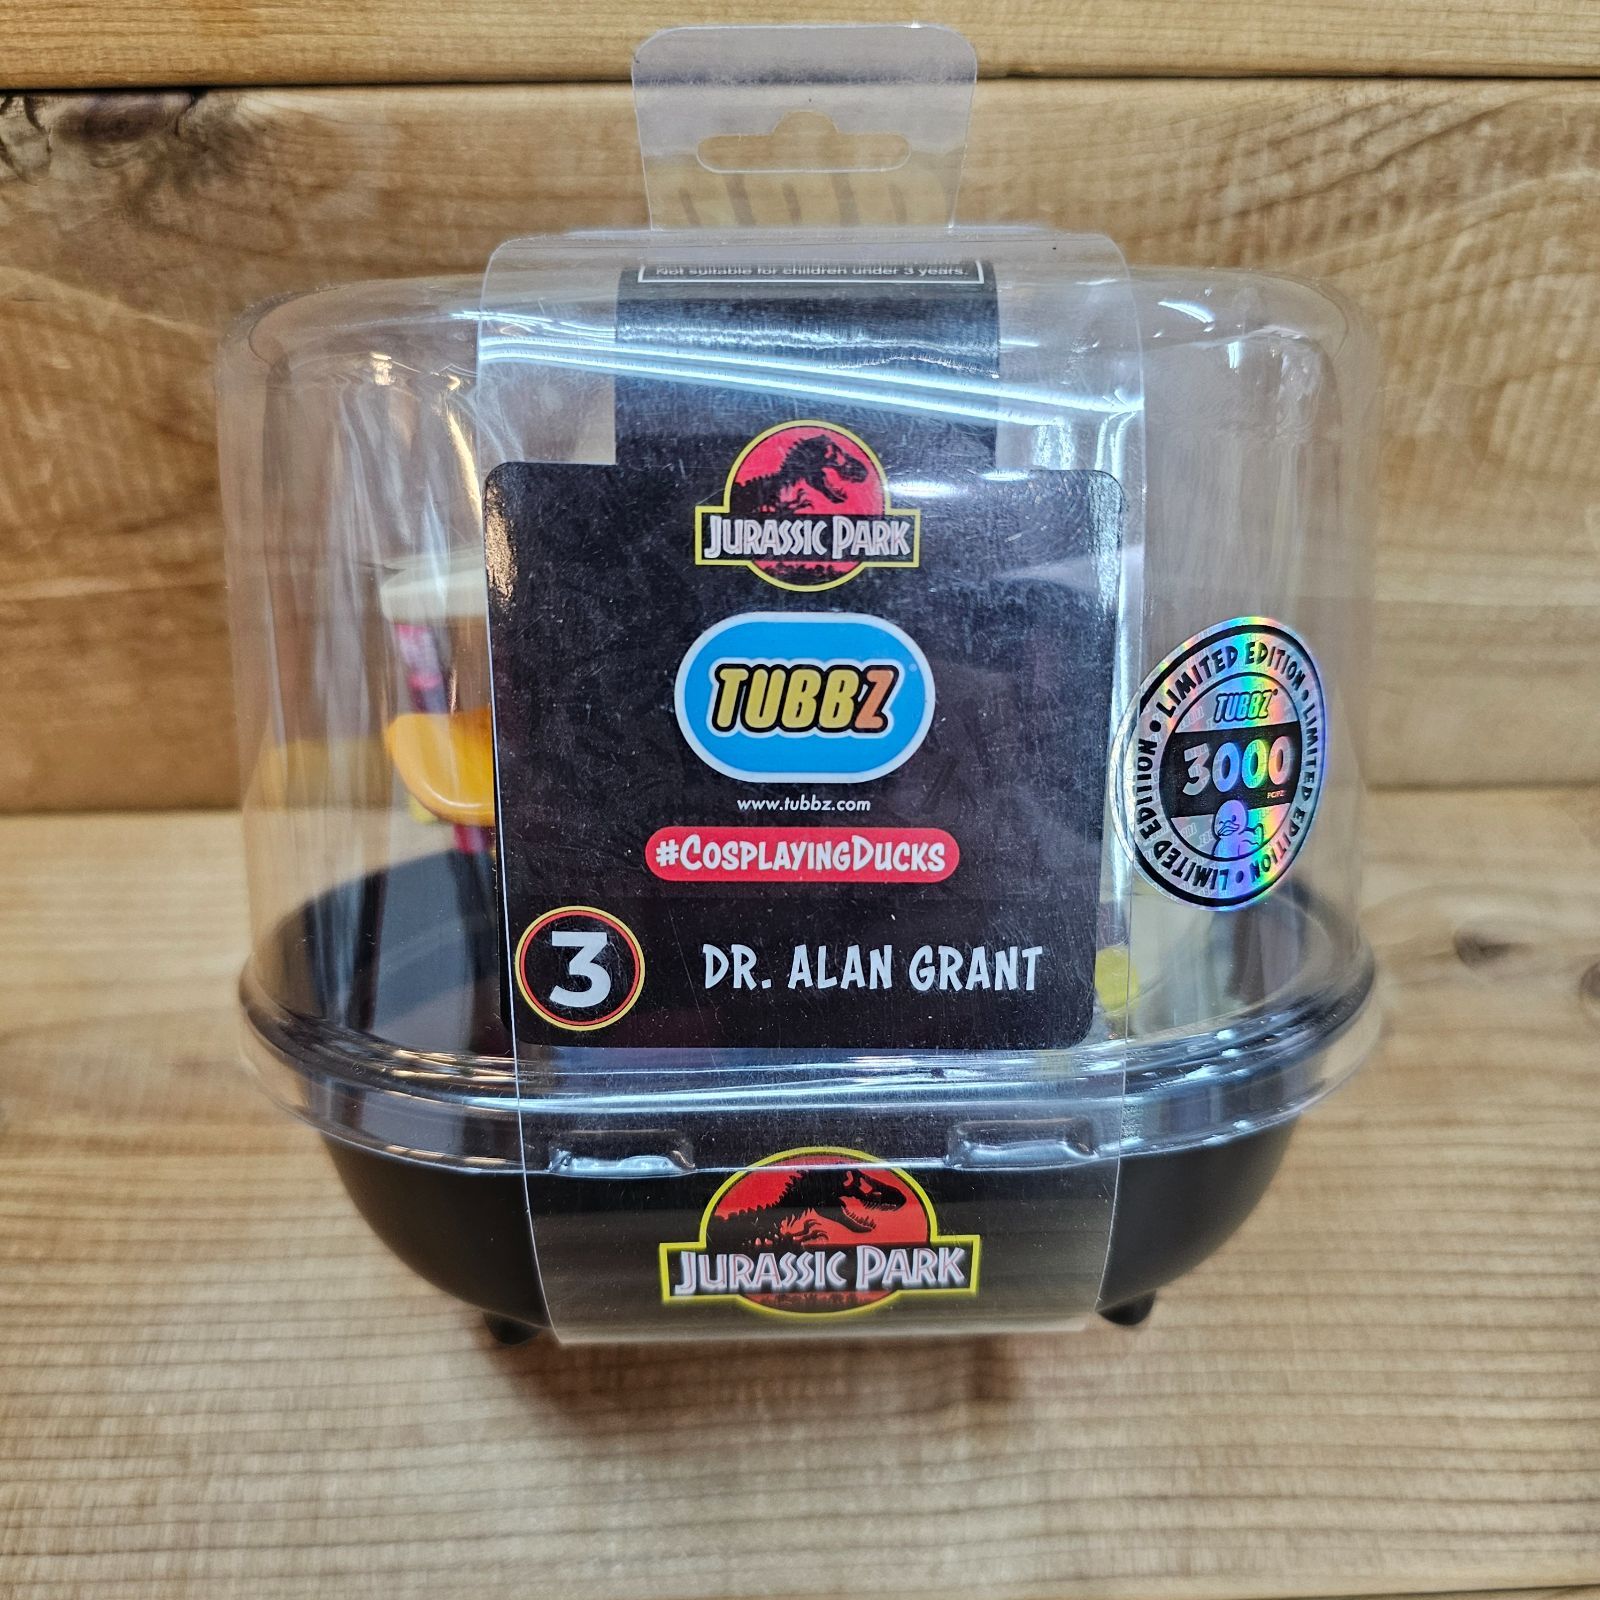 Not suitable for children under 3 years.
JURASSIC PARK
TUBBZ
www.tubbz.com
#COSPLAYINGDUCKS
3
DR. ALAN GRANT
• LIMITED EDITION • LIMITED EDITION • LIMITED EDITION
TUBBZ
3000
PCPZ
JURASSIC PARK